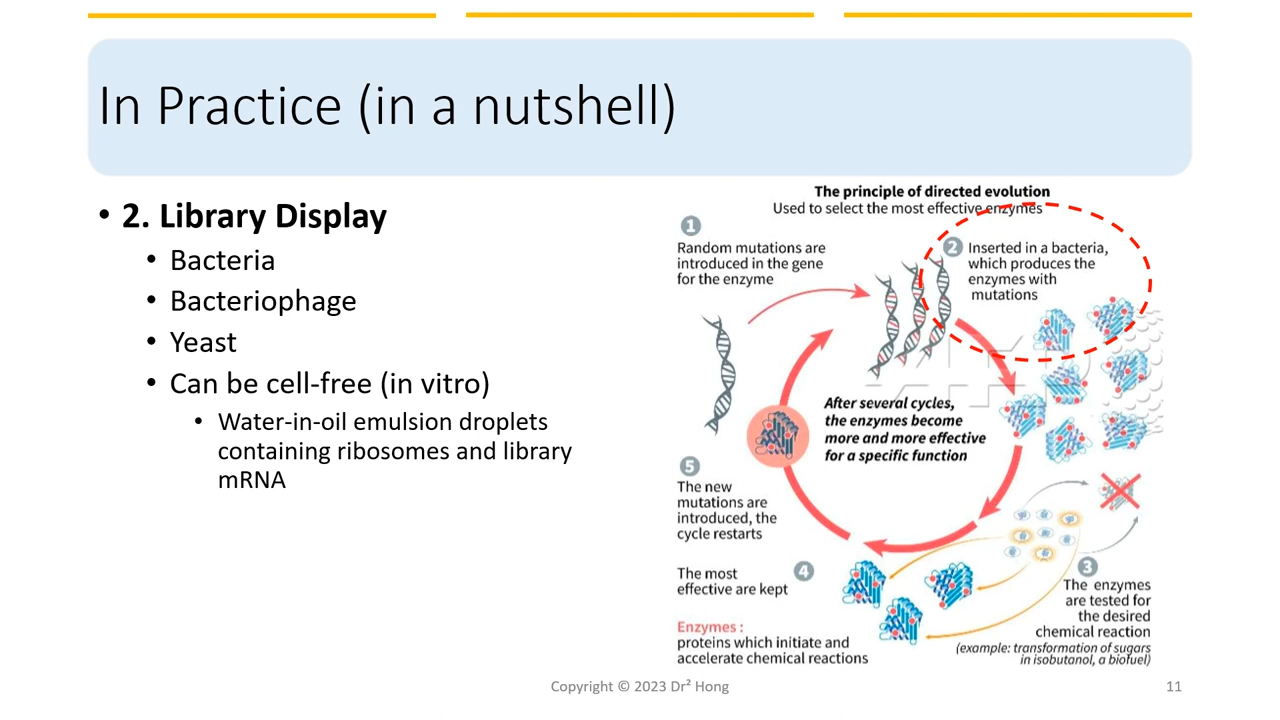 In Practice (in a nutshell)
• 2. Library Display
• Bacteria
• Bacteriophage
• Yeast
• Can be cell-free (in vitro)
• Water-in-oil emulsion droplets
containing ribosomes and library
mRNA
The principle of directed evolution
Used to select the most effective enzymes
1
Random mutations are
introduced in the gene
for the enzyme
2 Inserted in a bacteria,
which produces the
enzymes with
mutations
After several cycles,
the enzymes become
more and more effective
for a specific function
5
The new
mutations are
introduced, the
cycle restarts
4
The most
effective are kept
3
The enzymes
are tested for
the desired
chemical reaction
(example: transformation of sugars
in isobutanol, a biofuel)
Enzymes :
proteins which initiate and
accelerate chemical reactions
AFP
Copyright © 2023 Dr² Hong
11